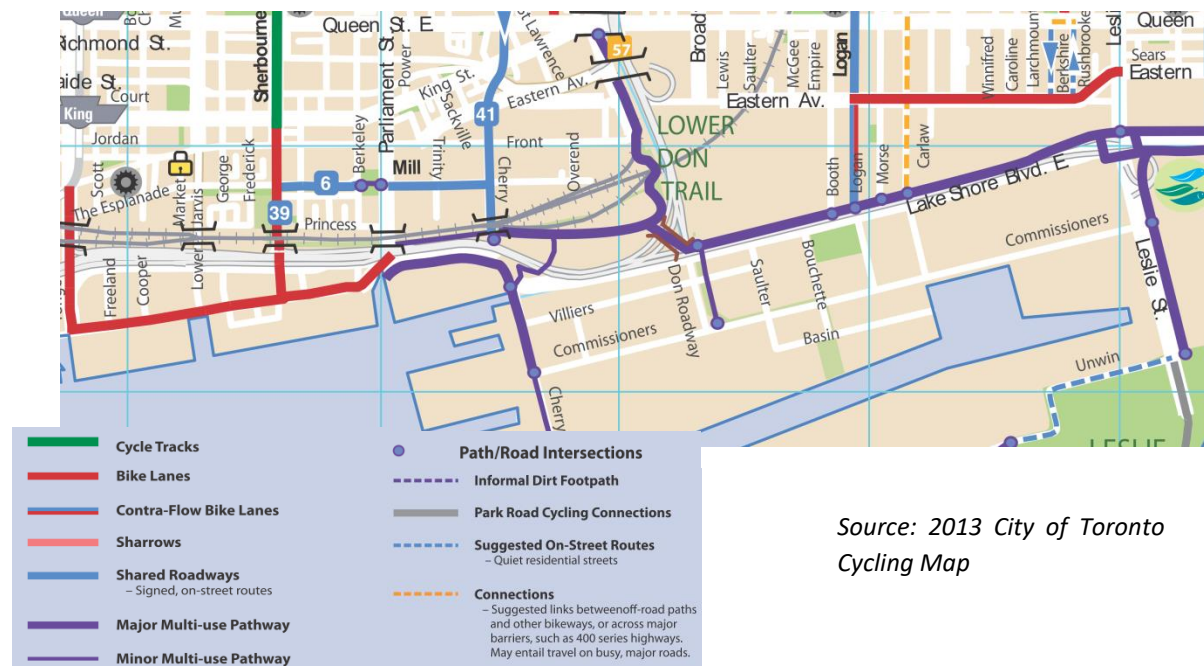 Queen
Richmond St.
aide St.
Court
King
Jordan
Scott
The Esplanade
Market
Jarvis
George
Frederick
Sherbourne
Queen St. E
Parliament St.
Power
King St.
Sackville
Berkeley
Mill
Trinity
6
39
41
57
Princess
Lawrence
Eastern Av.
Front
Cherry
Overend
LOWER
DON
TRAIL
Broad
Lewis
Saulter
McGee
Empire
Logan
Eastern Av.
Winnifred
Caroline
Larchmount
Berkshire
Rushbrooke
Lesli
Queen
Sears
Eastern
Booth
Logan
Morse
Carlaw
Lake Shore Blvd. E
Commissioners
Leslie St.
Freeland
Cooper
Lower
Villiers
Commissioners
Don Roadway
Saulter
Bouchette
Basin
Cherry
Unwin
LESLIE
Cycle Tracks
Bike Lanes
Contra-Flow Bike Lanes
Sharrows
Shared Roadways
– Signed, on-street routes
Major Multi-use Pathway
Minor Multi-use Pathway
Path/Road Intersections
Informal Dirt Footpath
Park Road Cycling Connections
Suggested On-Street Routes
– Quiet residential streets
Connections
– Suggested links betweenoff-road paths
and other bikeways, or across major
barriers, such as 400 series highways.
May entail travel on busy, major roads.
Source: 2013 City of Toronto
Cycling Map